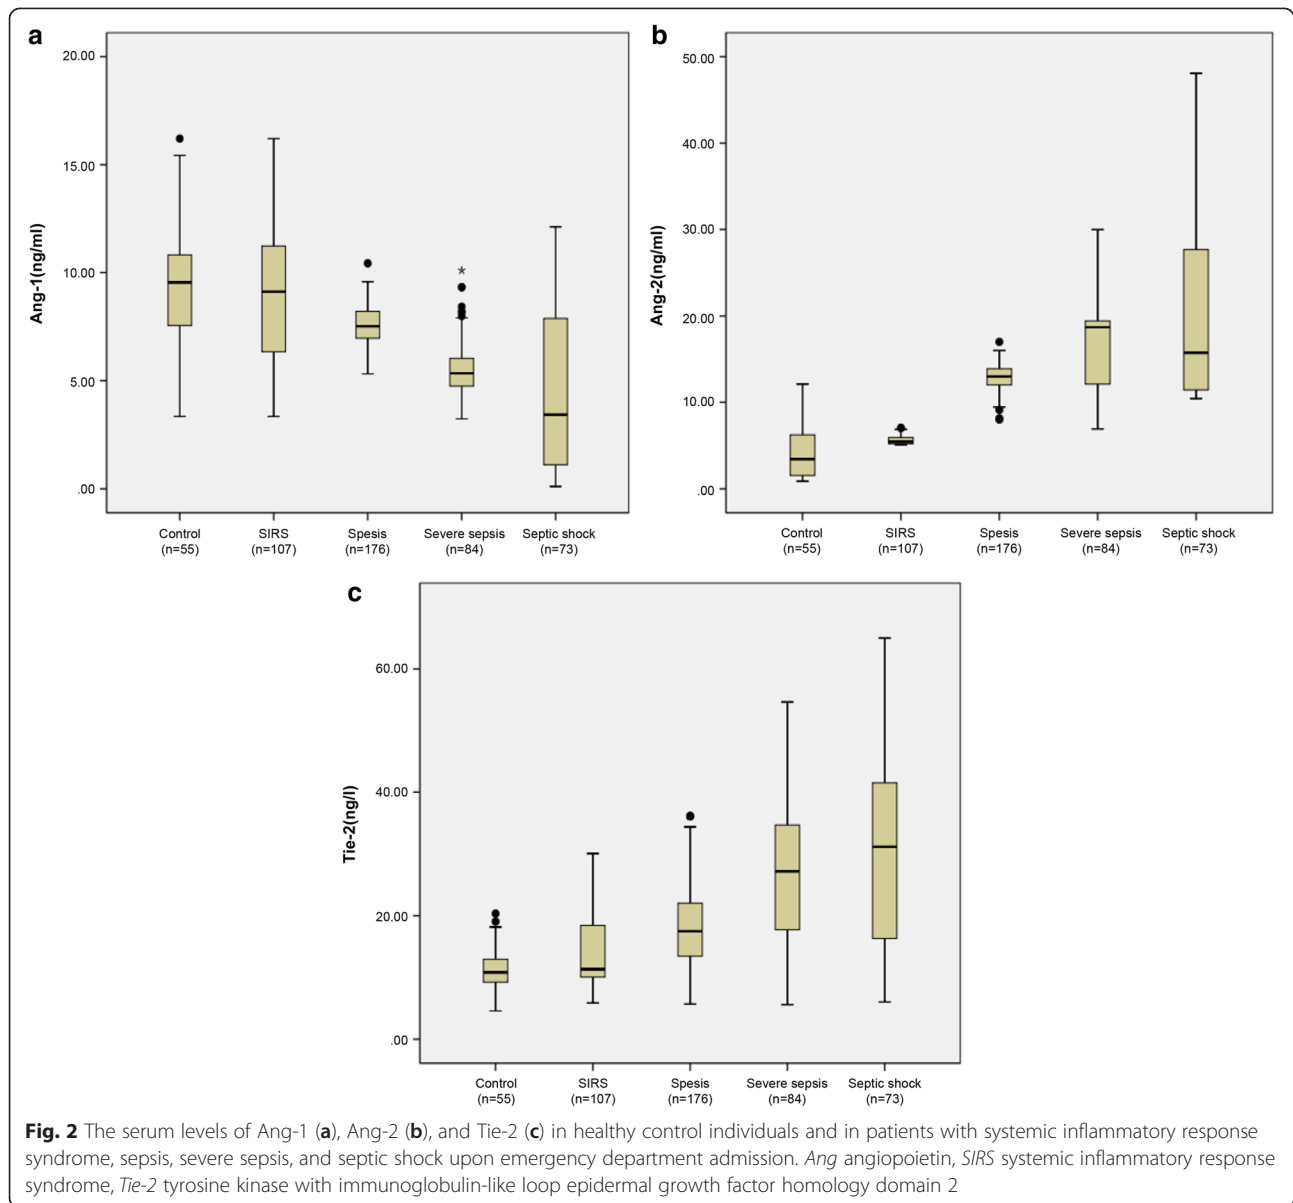 a
20.00
15.00
10.00
5.00
.00
Ang-1(ng/ml)
Control SIRS Spesis Severe sepsis Septic shock
(n=55) (n=107) (n=176) (n=84) (n=73)
b
50.00
40.00
30.00
20.00
10.00
.00
Ang-2(ng/ml)
Control SIRS Spesis Severe sepsis Septic shock
(n=55) (n=107) (n=176) (n=84) (n=73)
c
60.00
40.00
20.00
.00
Tie-2(ng/l)
Control SIRS Spesis Severe sepsis Septic shock
(n=55) (n=107) (n=176) (n=84) (n=73)
Fig. 2 The serum levels of Ang-1 (a), Ang-2 (b), and Tie-2 (c) in healthy control individuals and in patients with systemic inflammatory response
syndrome, sepsis, severe sepsis, and septic shock upon emergency department admission. Ang angiopoietin, SIRS systemic inflammatory response
syndrome, Tie-2 tyrosine kinase with immunoglobulin-like loop epidermal growth factor homology domain 2